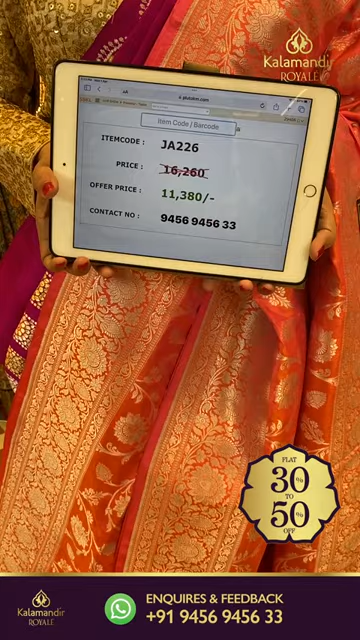 Kalamandir
ROYALE
Item Code / Barcode
ITEMCODE : JA226
PRICE : 16,260
OFFER PRICE : 11,380/-
CONTACT NO : 9456 9456 33
FLAT
30%
TO
50%
OFF
Kalamandir
ROYALE
ENQUIRES & FEEDBACK
+91 9456 9456 33